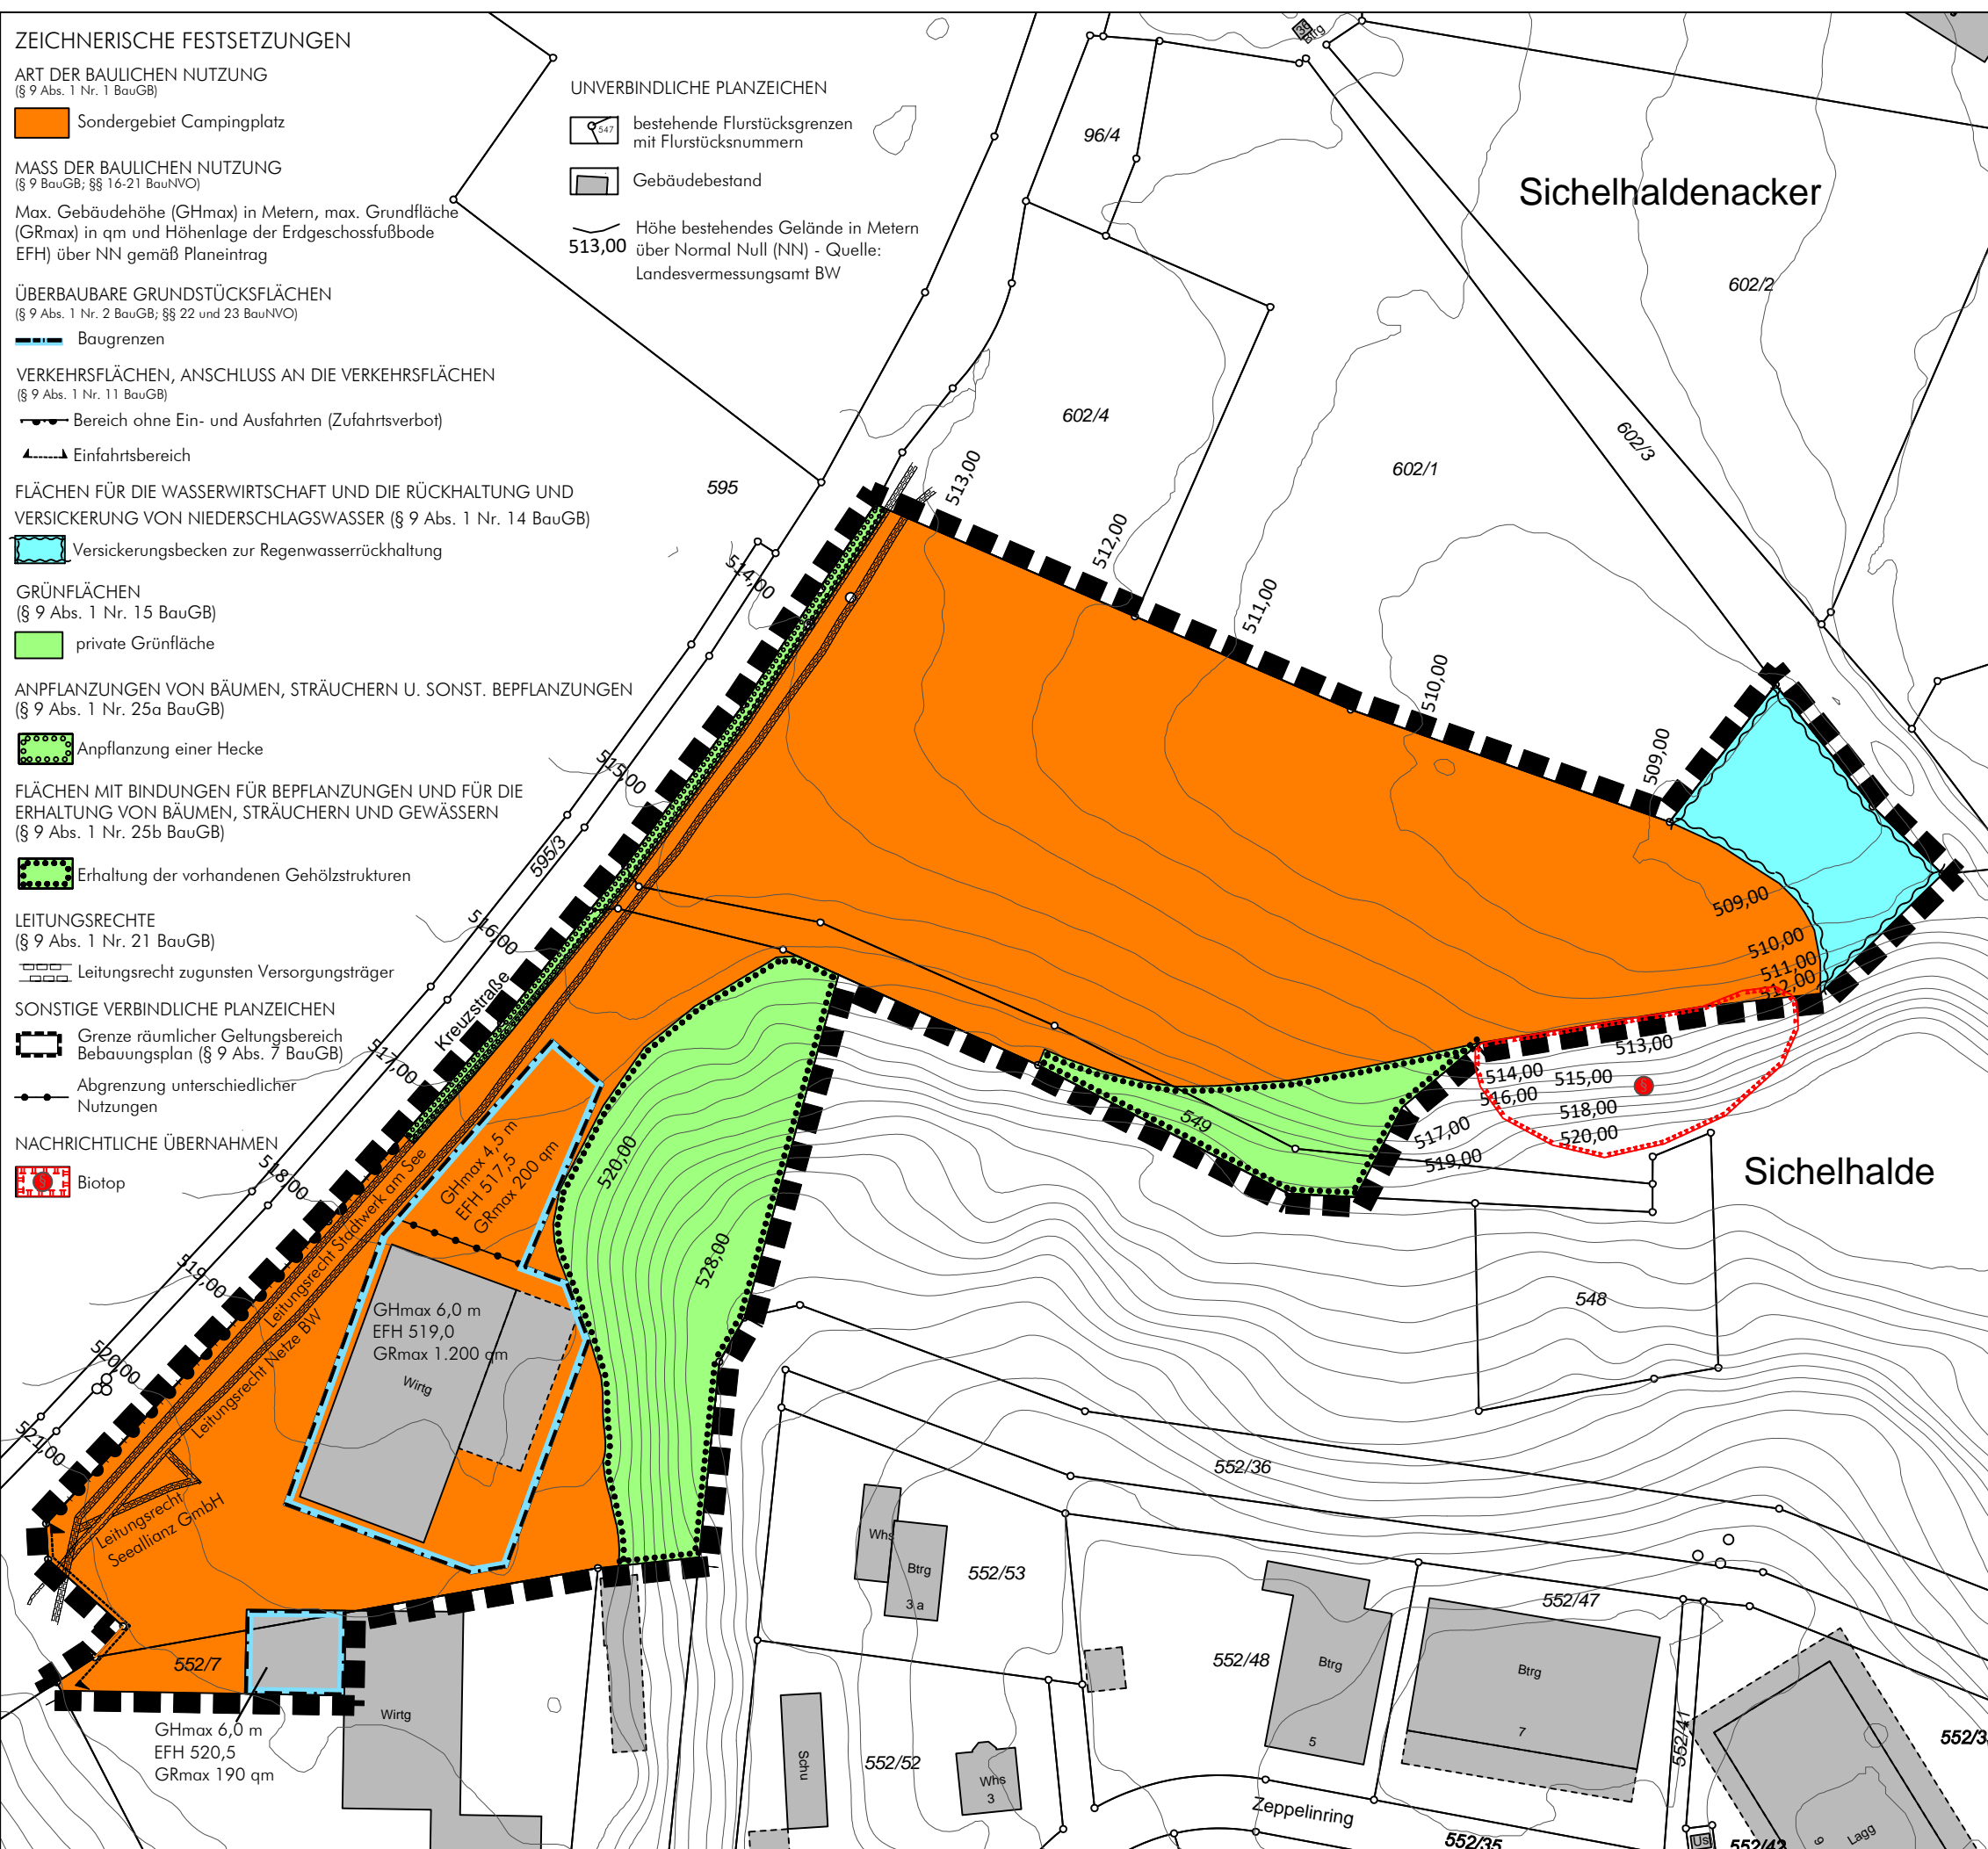 ZEICHNERISCHE FESTSETZUNGEN
ART DER BAULICHEN NUTZUNG
(§ 9 Abs. 1 Nr. 1 BauGB)
Sondergebiet Campingplatz
MASS DER BAULICHEN NUTZUNG
(§ 9 BauGB; §§ 16-21 BauNVO)
Max. Gebäudehöhe (GHmax) in Metern, max. Grundfläche
(GRmax) in qm und Höhenlage der Erdgeschossfußbode
EFH) über NN gemäß Planeintrag
ÜBERBAUBARE GRUNDSTÜCKSFLÄCHEN
(§ 9 Abs. 1 Nr. 2 BauGB; §§ 22 und 23 BauNVO)
Baugrenzen
VERKEHRSFLÄCHEN, ANSCHLUSS AN DIE VERKEHRSFLÄCHEN
(§ 9 Abs. 1 Nr. 11 BauGB)
Bereich ohne Ein- und Ausfahrten (Zufahrtsverbot)
Einfahrtsbereich
FLÄCHEN FÜR DIE WASSERWIRTSCHAFT UND DIE RÜCKHALTUNG UND
VERSICKERUNG VON NIEDERSCHLAGSWASSER (§ 9 Abs. 1 Nr. 14 BauGB)
Versickerungsbecken zur Regenwasserrückhaltung
GRÜNFLÄCHEN
(§ 9 Abs. 1 Nr. 15 BauGB)
private Grünfläche
ANPFLANZUNGEN VON BÄUMEN, STRÄUCHERN U. SONST. BEPFLANZUNGEN
(§ 9 Abs. 1 Nr. 25a BauGB)
Anpflanzung einer Hecke
FLÄCHEN MIT BINDUNGEN FÜR BEPFLANZUNGEN UND FÜR DIE
ERHALTUNG VON BÄUMEN, STRÄUCHERN UND GEWÄSSERN
(§ 9 Abs. 1 Nr. 25b BauGB)
Erhaltung der vorhandenen Gehölzstrukturen
LEITUNGSRECHTE
(§ 9 Abs. 1 Nr. 21 BauGB)
Leitungsrecht zugunsten Versorgungsträger
SONSTIGE VERBINDLICHE PLANZEICHEN
Grenze räumlicher Geltungsbereich
Bebauungsplan (§ 9 Abs. 7 BauGB)
Abgrenzung unterschiedlicher
Nutzungen
NACHRICHTLICHE ÜBERNAHMEN
§
Biotop
UNVERBINDLICHE PLANZEICHEN
547
bestehende Flurstücksgrenzen
mit Flurstücksnummern
Gebäudebestand
513,00
Höhe bestehendes Gelände in Metern
über Normal Null (NN) - Quelle:
Landesvermessungsamt BW
36
Btrg
96/4
Sichelhaldenacker
602/2
602/4
602/1
602/3
595
513,00
512,00
511,00
510,00
509,00
514,00
515,00
595/3
516,00
Kreuzstraße
517,00
518,00
519,00
520,00
521,00
509,00
510,00
511,00
512,00
513,00
514,00
515,00
516,00
518,00
517,00
520,00
519,00
§
549
Sichelhalde
548
520,00
528,00
GHmax 4,5 m
EFH 517,5
GRmax 200 qm
Leitungsrecht Stadtwerk am See
Leitungsrecht Netze BW
GHmax 6,0 m
EFH 519,0
GRmax 1.200 qm
Wirtg
Leitungsrecht
Seeallianz GmbH
552/7
GHmax 6,0 m
EFH 520,5
GRmax 190 qm
Wirtg
552/36
Whs
Btrg
3 a
552/53
552/47
552/48
Btrg
5
Btrg
7
552/41
Schu
552/52
Whs
3
Zeppelinring
552/35
Us
552/42
9
Lagg
552/3